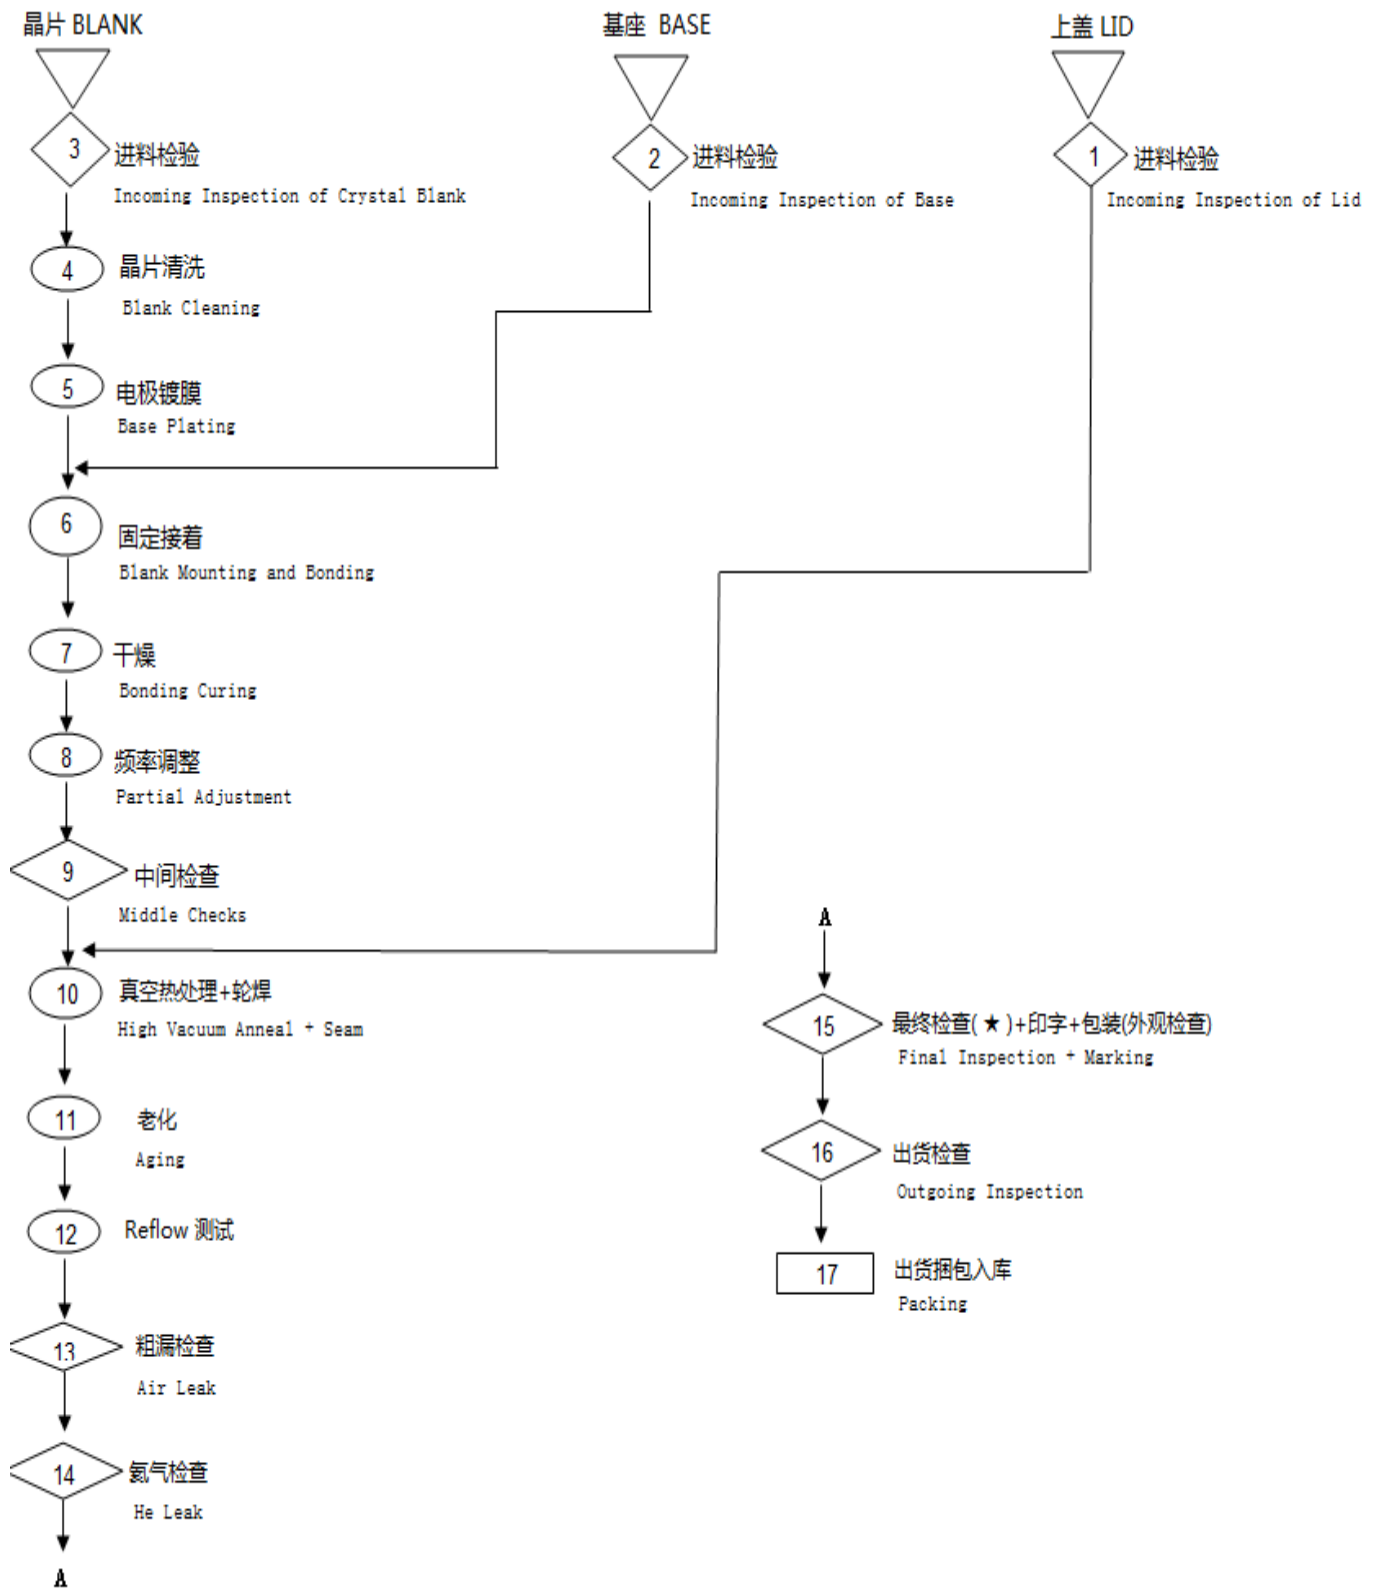 晶片 BLANK
基座 BASE
上盖 LID
3
进料检验
Incoming Inspection of Crystal Blank
2
进料检验
Incoming Inspection of Base
1
进料检验
Incoming Inspection of Lid
4
晶片清洗
Blank Cleaning
5
电极镀膜
Base Plating
6
固定接着
Blank Mounting and Bonding
7
干燥
Bonding Curing
8
频率调整
Partial Adjustment
9
中间检查
Middle Checks
10
真空热处理+轮焊
High Vacuum Anneal + Seam
11
老化
Aging
12
Reflow 测试
13
粗漏检查
Air Leak
14
氦气检查
He Leak
A
A
15
最终检查(★)+印字+包装(外观检查)
Final Inspection + Marking
16
出货检查
Outgoing Inspection
17
出货捆包入库
Packing